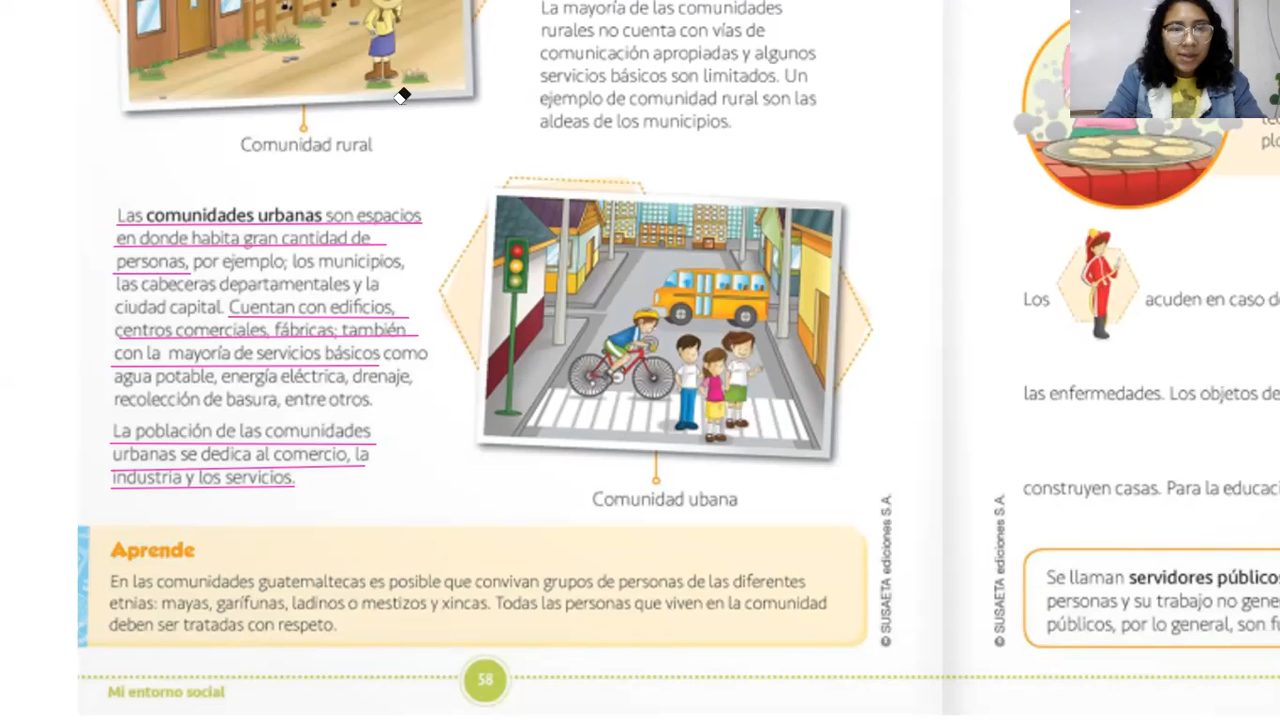 La mayoría de las comunidades
rurales no cuenta con vías de
comunicación apropiadas y algunos
servicios básicos son limitados. Un
ejemplo de comunidad rural son las
aldeas de los municipios.
Comunidad rural
Las comunidades urbanas son espacios
en donde habita gran cantidad de
personas, por ejemplo; los municipios,
las cabeceras departamentales y la
ciudad capital. Cuentan con edificios,
centros comerciales, fábricas; también
con la mayoría de servicios básicos como
agua potable, energía eléctrica, drenaje,
recolección de basura, entre otros.
La población de las comunidades
urbanas se dedica al comercio, la
industria y los servicios.
Comunidad ubana
Aprende
En las comunidades guatemaltecas es posible que convivan grupos de personas de las diferentes
etnias: mayas, garífunas, ladinos o mestizos y xincas. Todas las personas que viven en la comunidad
deben ser tratadas con respeto.
© SUSAETA ediciones S.A.
Mi entorno social
58
Los acuden en caso d
las enfermedades. Los objetos de
construyen casas. Para la educaci
© SUSAETA ediciones S.A.
Se llaman servidores público
personas y su trabajo no gene
públicos, por lo general, son f